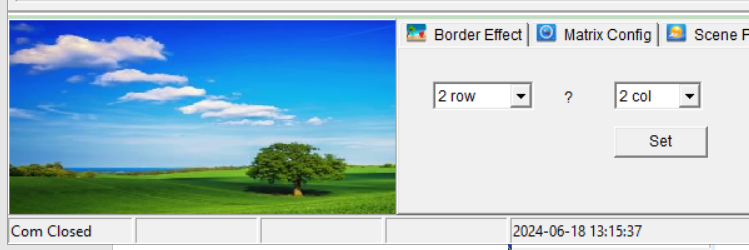 Border Effect Matrix Config Scene
2 row ? 2 col
Set
Com Closed 2024-06-18 13:15:37